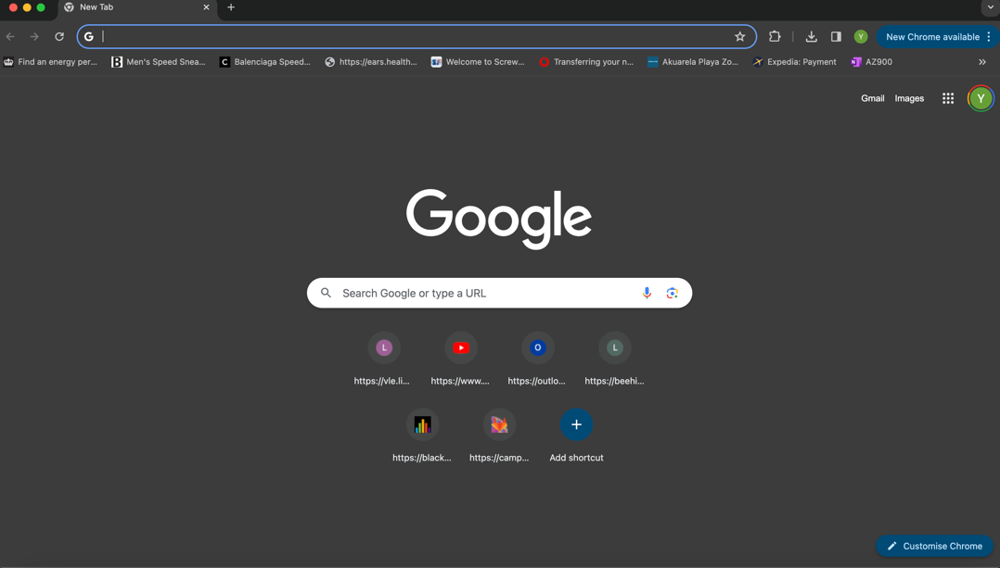 New Tab
G
Y
New Chrome available
Find an energy per...
B
Men's Speed Snea...
C
Balenciaga Speed...
https://ears.health...
Welcome to Screw...
Transferring your n...
Akuarela Playa Zo...
Expedia: Payment
N
AZ900
Gmail
Images
Y
Google
Search Google or type a URL
L
O
L
https://vle.li...
https://www....
https://outlo...
https://beehi...
https://black...
https://camp...
Add shortcut
Customise Chrome